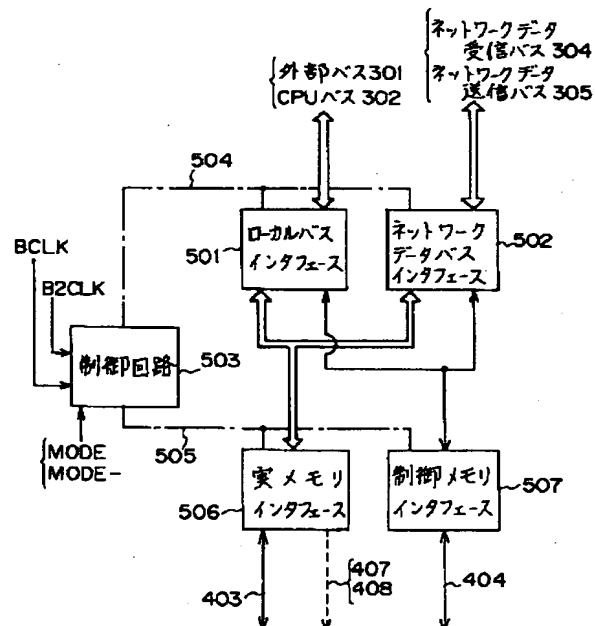 ネットワークデータ
受信バス304
ネットワークデータ
送信バス305
外部バス301
CPUバス302
504
BCLK
B2CLK
501
ローカルバス
インタフェース
ネットワーク
データバス
インタフェース
502
制御回路
503
MODE
MODE-
505
506
実メモリ
インタフェース
制御メモリ
インタフェース
507
403
407
408
404